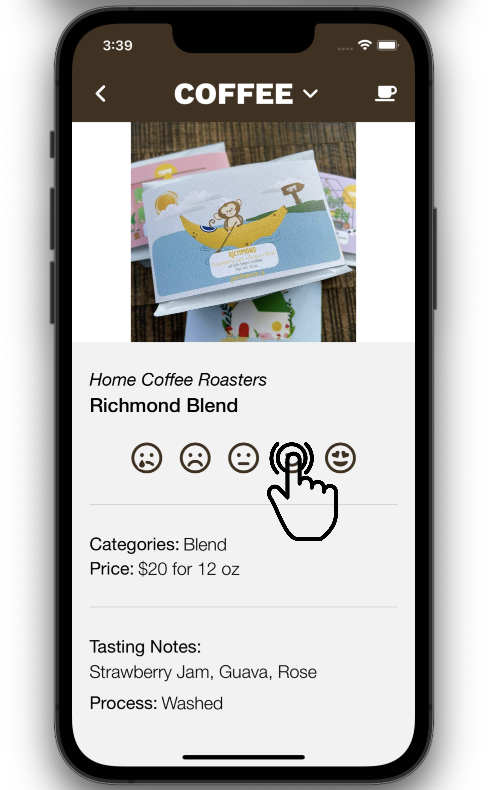 3:39
COFFEE
RICHMOND
Home Coffee Roasters
Richmond Blend
Categories: Blend
Price: $20 for 12 oz
Tasting Notes:
Strawberry Jam, Guava, Rose
Process: Washed